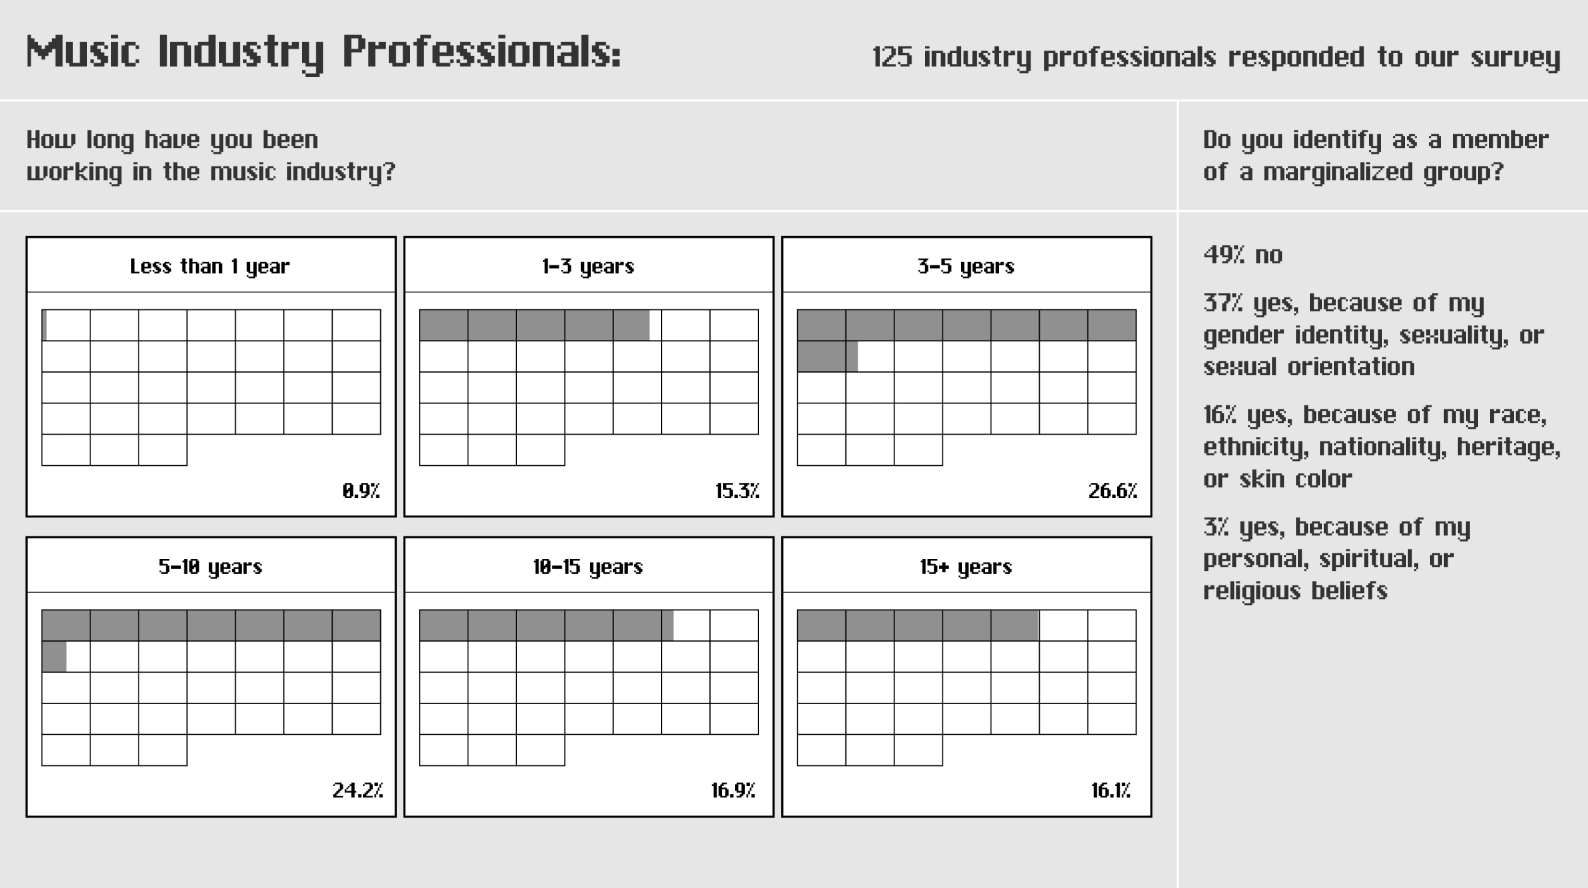 Music Industry Professionals:
125 industry professionals responded to our survey
How long have you been
working in the music industry?
Do you identify as a member
of a marginalized group?
Less than 1 year
0.9%
1–3 years
15.3%
3–5 years
26.6%
5–10 years
24.2%
10–15 years
16.9%
15+ years
16.1%
49% no
37% yes, because of my
gender identity, sexuality, or
sexual orientation
16% yes, because of my race,
ethnicity, nationality, heritage,
or skin color
3% yes, because of my
personal, spiritual, or
religious beliefs